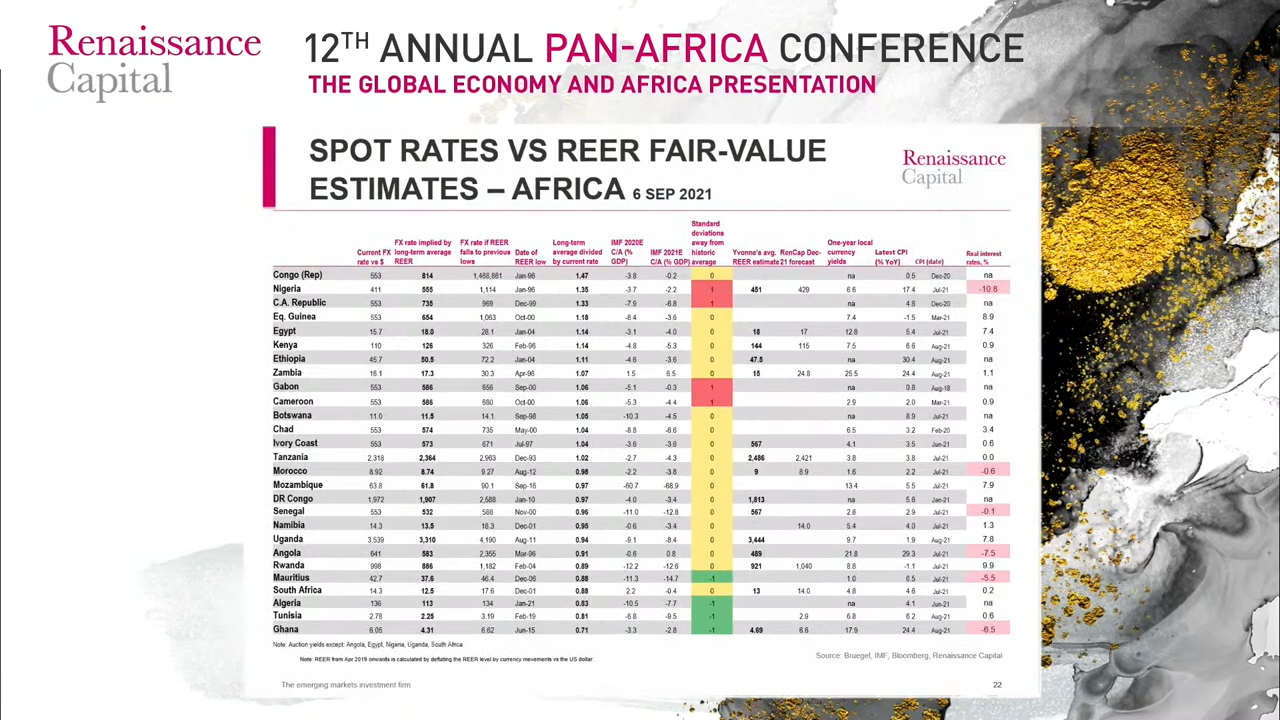 Renaissance
Capital
12TH ANNUAL PAN-AFRICA CONFERENCE
THE GLOBAL ECONOMY AND AFRICA PRESENTATION
SPOT RATES VS REER FAIR-VALUE
ESTIMATES – AFRICA 6 SEP 2021
Renaissance
Capital
Current FX rate vs $ | FX rate implied by long-term average REER | FX rate if REER falls to previous lows | Date of REER low | Long-term average divided by current rate | IMF 2020E C/A (% GDP) | IMF 2021E C/A (% GDP) | Standard deviations away from historic average | Yvonne's avg. REER estimate | RenCap Dec-21 forecast | One-year local currency yields | Latest CPI (% YoY) | CPI (date) | Real interest rates, %
Congo (Rep) 553 814 1,468,861 Jan-96 1.47 -3.8 -0.2 0 na 0.5 Dec-20 na
Nigeria 411 555 1,114 Jan-96 1.35 -3.7 -2.2 1 451 429 6.6 17.4 Jul-21 -10.8
C.A. Republic 553 735 969 Dec-99 1.33 -7.9 -6.8 1 na 4.8 Dec-20 na
Eq. Guinea 553 654 1,063 Oct-00 1.18 -8.4 -3.6 0 7.4 -1.5 Mar-21 8.9
Egypt 15.7 18.0 28.1 Jan-04 1.14 -3.1 -4.0 0 18 17 12.8 5.4 Jul-21 7.4
Kenya 110 126 326 Feb-96 1.14 -4.8 -5.3 0 144 115 7.5 6.6 Aug-21 0.9
Ethiopia 45.7 50.5 72.2 Jan-04 1.11 -4.6 -3.6 0 47.5 na 30.4 Aug-21 na
Zambia 16.1 17.3 30.3 Apr-96 1.07 1.5 6.5 0 15 24.8 25.5 24.4 Aug-21 1.1
Gabon 553 586 656 Sep-00 1.06 -5.1 -0.3 1 na 0.8 Aug-18 na
Cameroon 553 586 680 Oct-00 1.06 -5.3 -4.4 1 2.9 2.0 Mar-21 0.9
Botswana 11.0 11.5 14.1 Sep-98 1.05 -10.3 -4.5 0 na 8.9 Jul-21 na
Chad 553 574 735 May-00 1.04 -8.8 -6.6 0 6.5 3.2 Feb-20 3.4
Ivory Coast 553 573 671 Jul-97 1.04 -3.6 -3.6 0 567 4.1 3.5 Jun-21 0.6
Tanzania 2,318 2,364 2,963 Dec-93 1.02 -2.7 -4.3 0 2,486 2,421 3.8 3.8 Jul-21 0.0
Morocco 8.92 8.74 9.27 Aug-12 0.98 -2.2 -3.8 0 9 8.9 1.6 2.2 Jul-21 -0.6
Mozambique 63.8 61.8 90.1 Sep-16 0.97 -60.7 -68.9 0 13.4 5.5 Jul-21 7.9
DR Congo 1,972 1,907 2,588 Jan-10 0.97 -4.0 -3.4 0 1,813 na 5.6 Jan-21 na
Senegal 553 532 588 Nov-00 0.96 -11.0 -12.8 0 567 2.8 2.9 Jul-21 -0.1
Namibia 14.3 13.5 18.3 Dec-01 0.95 -0.6 -3.4 0 14.0 5.4 4.0 Jul-21 1.3
Uganda 3,539 3,310 4,190 Aug-11 0.94 -9.1 -8.4 0 3,444 9.7 1.9 Aug-21 7.8
Angola 641 583 2,355 Mar-96 0.91 -0.6 0.8 0 489 21.8 29.3 Jul-21 -7.5
Rwanda 998 886 1,182 Feb-04 0.89 -12.2 -12.6 0 921 1,040 8.8 -1.1 Jul-21 9.9
Mauritius 42.7 37.6 46.4 Dec-06 0.88 -11.3 -14.7 -1 1.0 6.5 Jul-21 -5.5
South Africa 14.3 12.5 17.6 Dec-01 0.88 2.2 -0.4 0 13 14.0 4.8 4.6 Jul-21 0.2
Algeria 136 113 134 Jan-21 0.83 -10.5 -7.7 -1 na 4.1 Jun-21 na
Tunisia 2.78 2.25 3.19 Feb-19 0.81 -6.8 -9.5 -1 2.9 6.8 6.2 Aug-21 0.6
Ghana 6.05 4.31 6.62 Jun-15 0.71 -3.3 -2.8 -1 4.69 6.6 17.9 24.4 Aug-21 -6.5
Note: Auction yields except: Angola, Egypt, Nigeria, Uganda, South Africa
Note: REER from Apr 2019 onwards is calculated by deflating the REER level by currency movements vs the US dollar
Source: Bruegel, IMF, Bloomberg, Renaissance Capital
The emerging markets investment firm
22